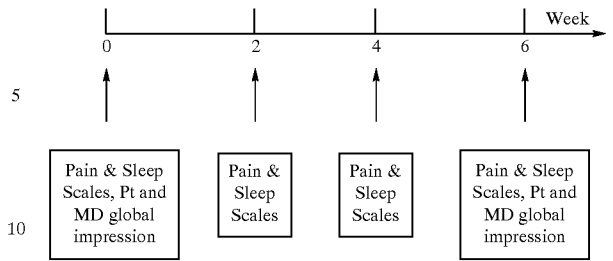 Week
0 2 4 6
5
Pain & Sleep
Scales, Pt and
MD global
impression
Pain &
Sleep
Scales
Pain &
Sleep
Scales
Pain & Sleep
Scales, Pt and
MD global
impression
10